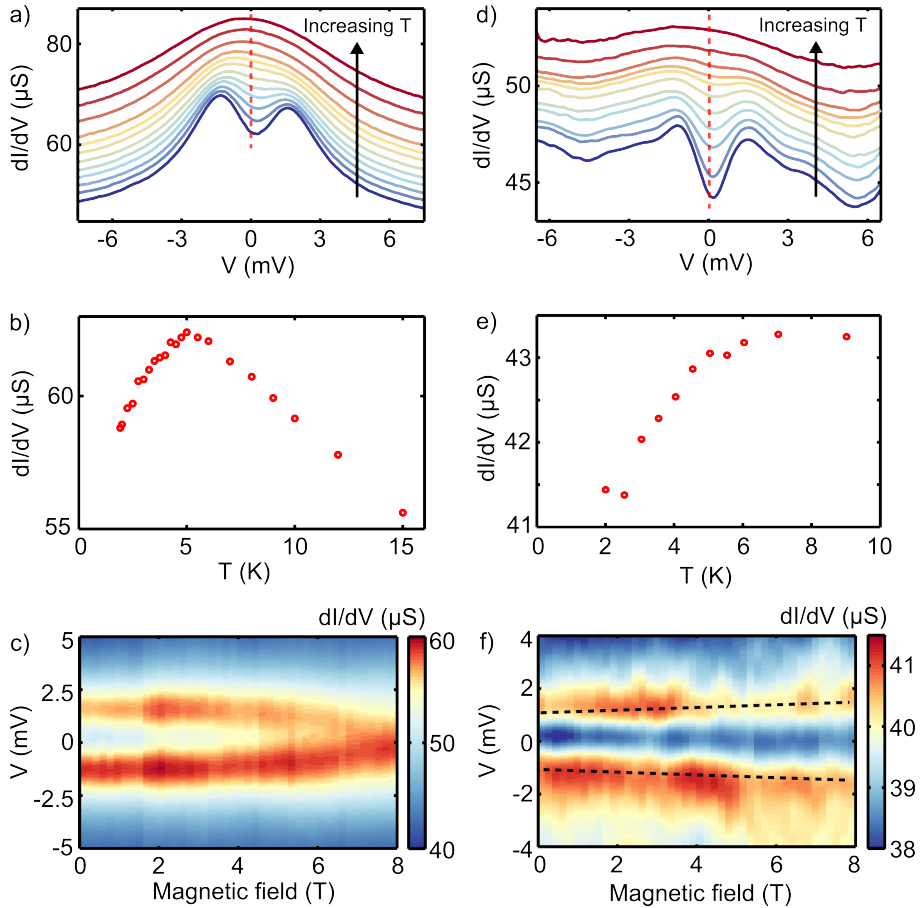 a)
Increasing T
80
60
dI/dV (µS)
-6
-3
0
3
6
V (mV)
d)
Increasing T
50
45
dI/dV (µS)
-6
-3
0
3
6
V (mV)
b)
60
55
dI/dV (µS)
0
5
10
15
T (K)
e)
43
42
41
dI/dV (µS)
0
2
4
6
8
10
T (K)
c)
dI/dV (µS)
5
2.5
0
-2.5
-5
V (mV)
0
2
4
6
8
Magnetic field (T)
60
50
40
f)
dI/dV (µS)
4
2
0
-2
-4
V (mV)
0
2
4
6
8
Magnetic field (T)
41
40
39
38